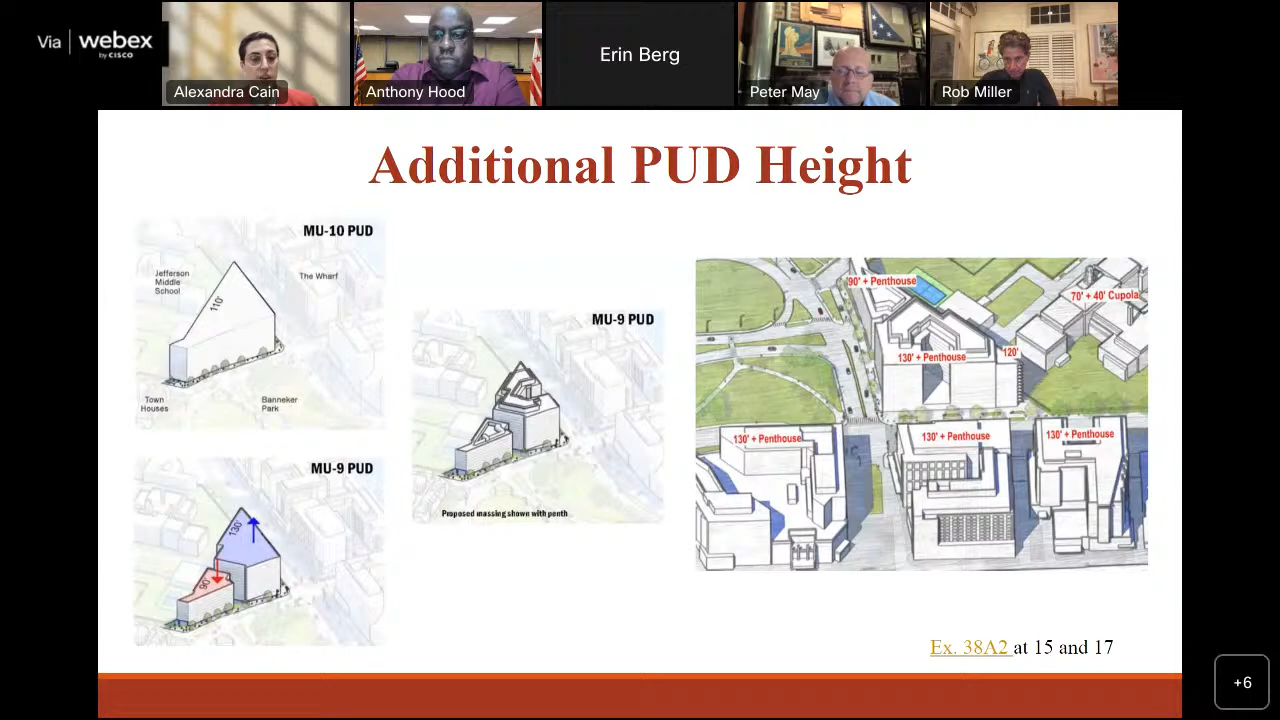 Via | webex
by CISCO
Alexandra Cain
Anthony Hood
Erin Berg
Peter May
Rob Miller
Additional PUD Height
MU-10 PUD
Jefferson
Middle
School
The Wharf
110'
Town
Houses
Banneker
Park
MU-9 PUD
130'
90'
MU-9 PUD
Proposed massing shown with penth
90' + Penthouse
70' + 40' Cupola
130' + Penthouse
120'
130' + Penthouse
130' + Penthouse
130' + Penthouse
Ex. 38A2 at 15 and 17
+6